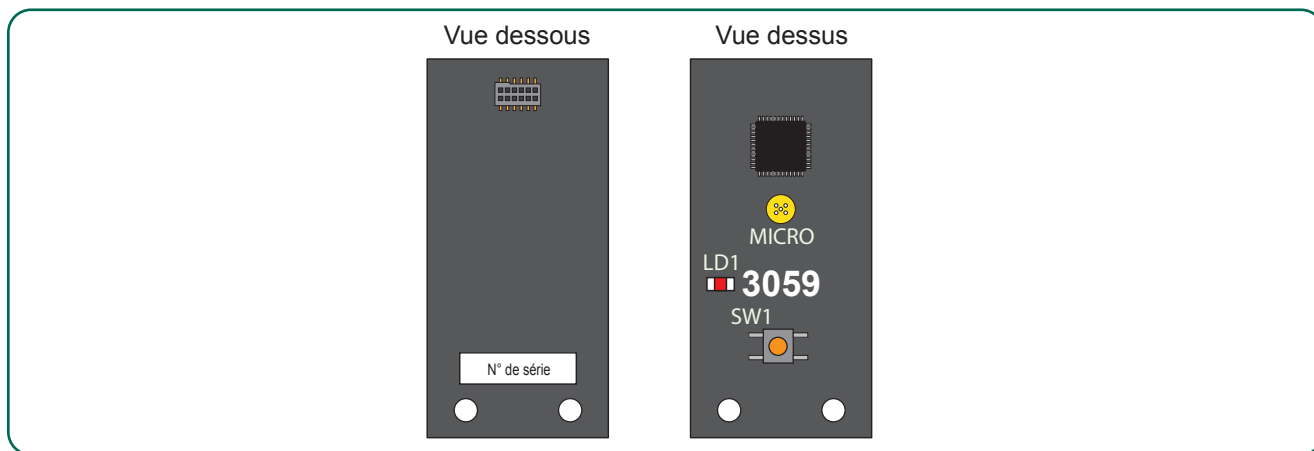 Vue dessous
Vue dessus
MICRO
LD1
3059
SW1
N° de série